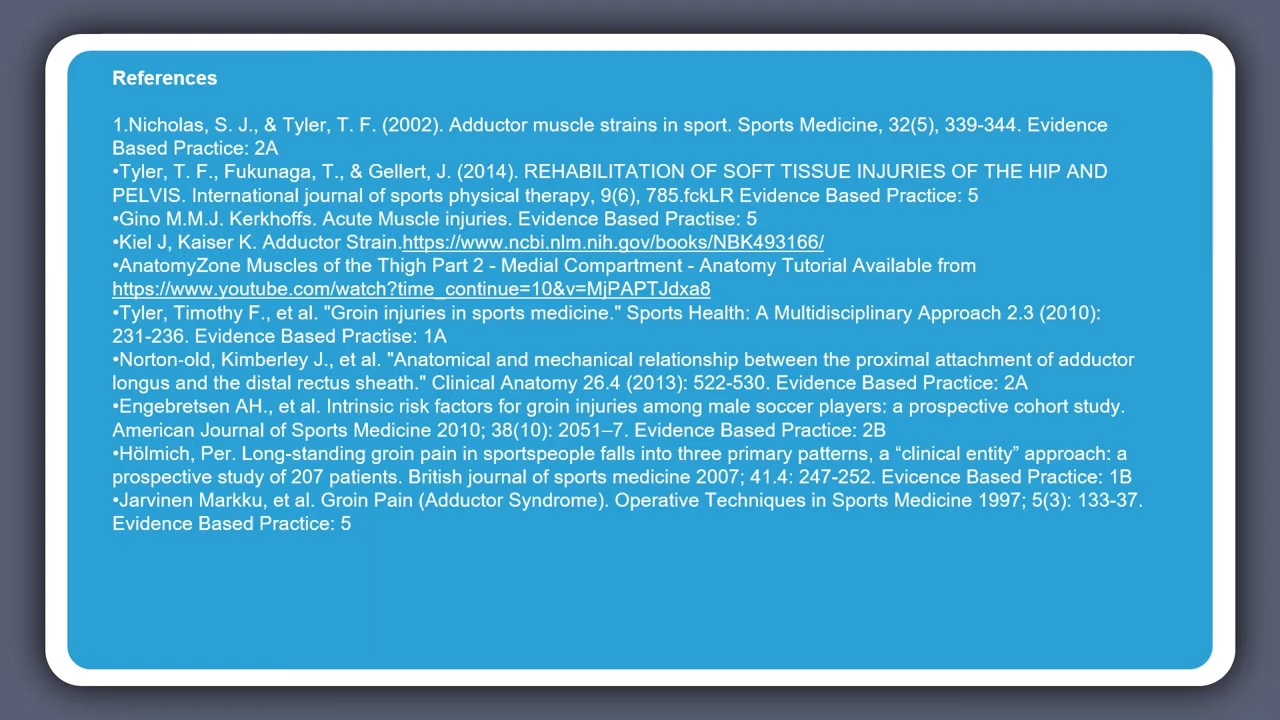 References
1.Nicholas, S. J., & Tyler, T. F. (2002). Adductor muscle strains in sport. Sports Medicine, 32(5), 339-344. Evidence
Based Practice: 2A
•Tyler, T. F., Fukunaga, T., & Gellert, J. (2014). REHABILITATION OF SOFT TISSUE INJURIES OF THE HIP AND
PELVIS. International journal of sports physical therapy, 9(6), 785.fckLR Evidence Based Practice: 5
•Gino M.M.J. Kerkhoffs. Acute Muscle injuries. Evidence Based Practise: 5
•Kiel J, Kaiser K. Adductor Strain.https://www.ncbi.nlm.nih.gov/books/NBK493166/
•AnatomyZone Muscles of the Thigh Part 2 - Medial Compartment - Anatomy Tutorial Available from
https://www.youtube.com/watch?time_continue=10&v=MjPAPTJdxa8
•Tyler, Timothy F., et al. "Groin injuries in sports medicine." Sports Health: A Multidisciplinary Approach 2.3 (2010):
231-236. Evidence Based Practise: 1A
•Norton-old, Kimberley J., et al. "Anatomical and mechanical relationship between the proximal attachment of adductor
longus and the distal rectus sheath." Clinical Anatomy 26.4 (2013): 522-530. Evidence Based Practice: 2A
•Engebretsen AH., et al. Intrinsic risk factors for groin injuries among male soccer players: a prospective cohort study.
American Journal of Sports Medicine 2010; 38(10): 2051–7. Evidence Based Practice: 2B
•Hölmich, Per. Long-standing groin pain in sportspeople falls into three primary patterns, a “clinical entity” approach: a
prospective study of 207 patients. British journal of sports medicine 2007; 41.4: 247-252. Evicence Based Practice: 1B
•Jarvinen Markku, et al. Groin Pain (Adductor Syndrome). Operative Techniques in Sports Medicine 1997; 5(3): 133-37.
Evidence Based Practice: 5